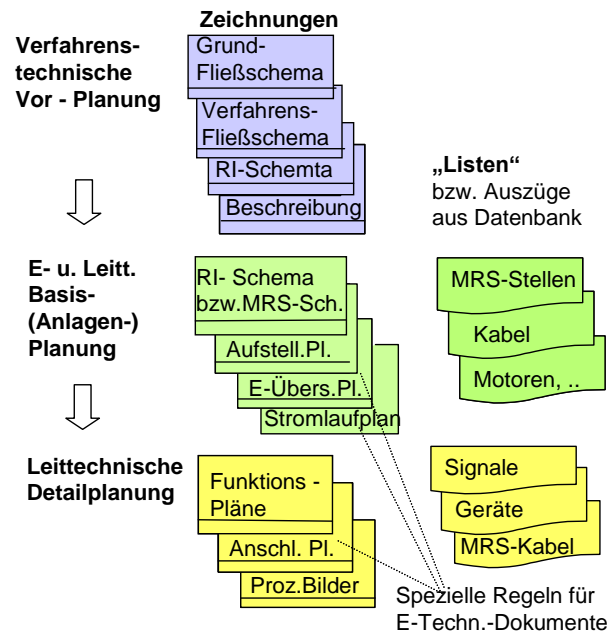 Zeichnungen
Verfahrens-
technische
Vor - Planung
Grund-
Fließschema
Verfahrens-
Fließschema
RI-Schemta
Beschreibung
„Listen“
bzw. Auszüge
aus Datenbank
E- u. Leitt.
Basis-
(Anlagen-)
Planung
RI- Schema
bzw.MRS-Sch.
Aufstell.Pl.
E-Übers.Pl.
Stromlaufplan
MRS-Stellen
Kabel
Motoren, ..
Leittechnische
Detailplanung
Funktions -
Pläne
Anschl. Pl.
Proz.Bilder
Signale
Geräte
MRS-Kabel
Spezielle Regeln für
E-Techn.-Dokumente